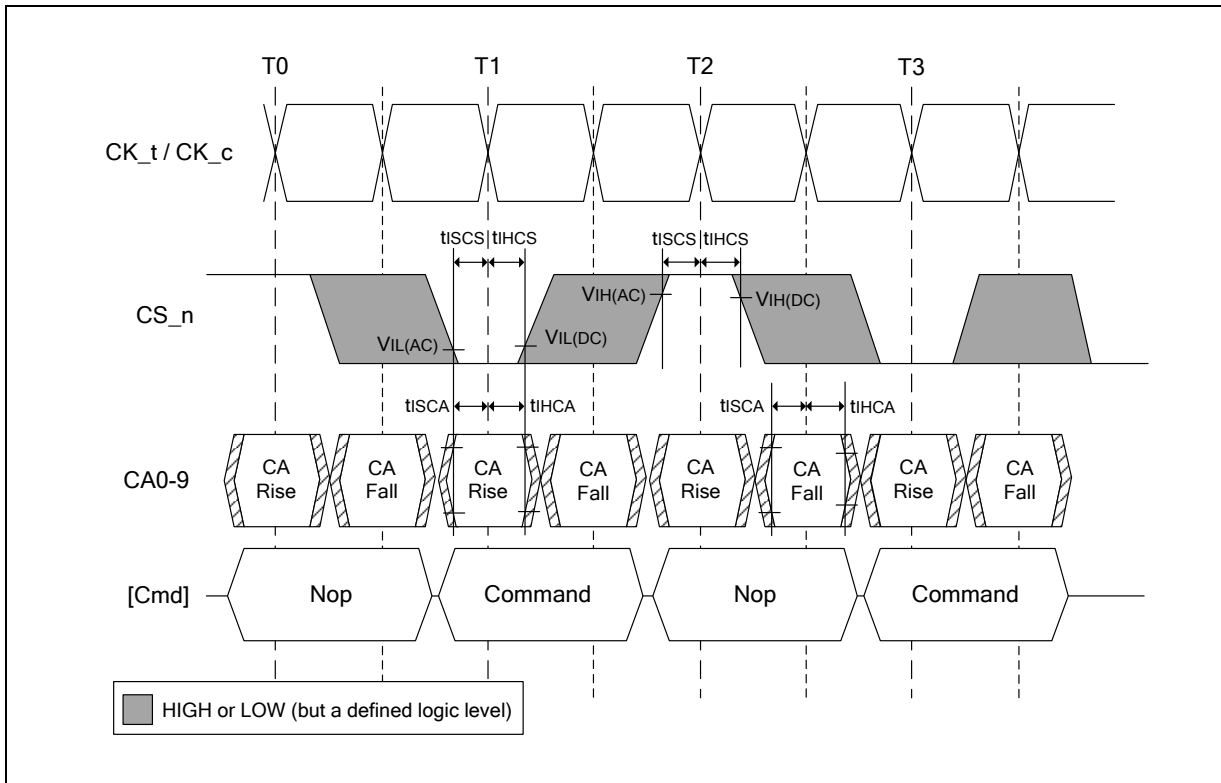 T0 T1 T2 T3
CK_t / CK_c
tISCS tIHCS tISCS tIHCS
CS_n
VIL(AC) VIL(DC) VIH(AC) VIH(DC)
tISCA tIHCA tISCA tIHCA
CA0-9
CA Rise
CA Fall
CA Rise
CA Fall
CA Rise
CA Fall
CA Rise
CA Fall
[Cmd] Nop Command Nop Command
HIGH or LOW (but a defined logic level)